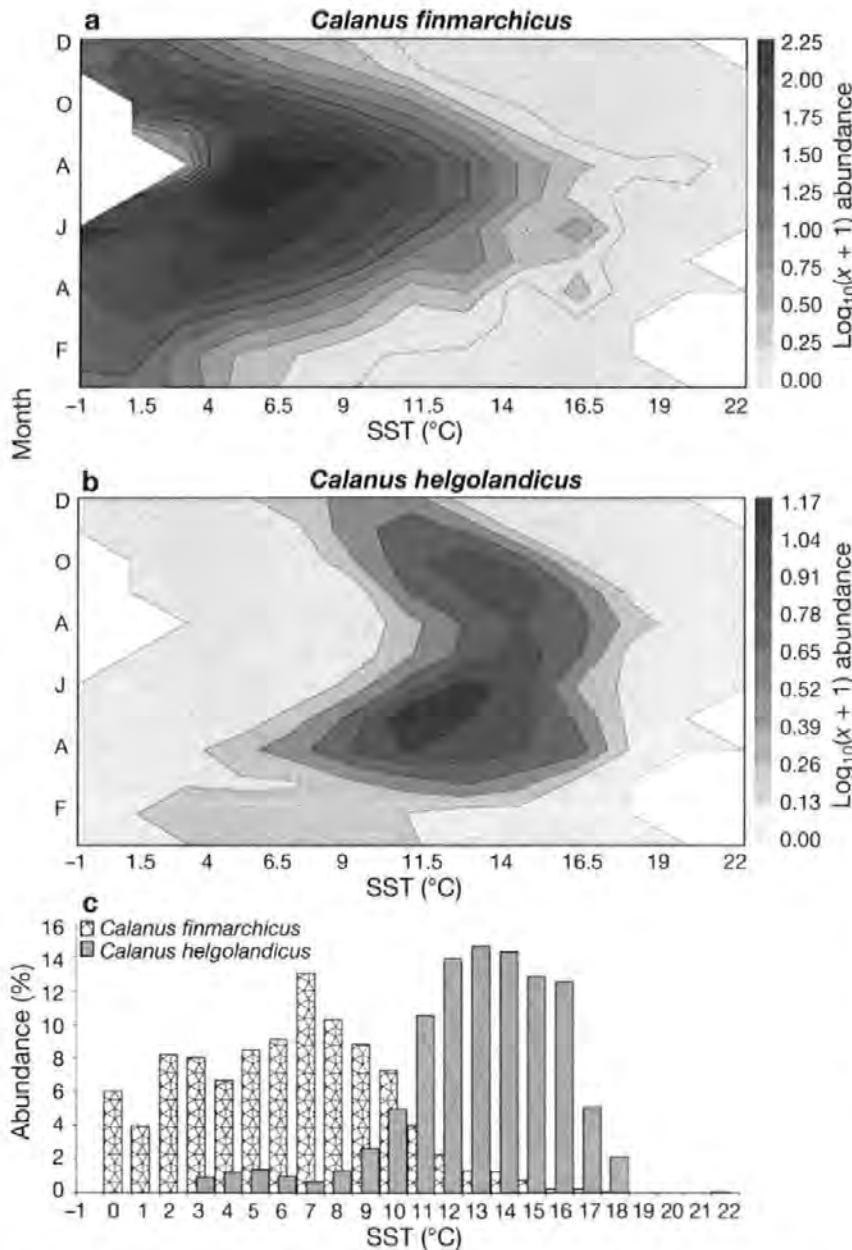 a Calanus finmarchicus
D
O
A
J
A
F
-1 1.5 4 6.5 9 11.5 14 16.5 19 22
SST (°C)
2.25
2.00
1.75
1.50
1.25
1.00
0.75
0.50
0.25
0.00
Log10(x + 1) abundance
Month
b Calanus helgolandicus
D
O
A
J
A
F
-1 1.5 4 6.5 9 11.5 14 16.5 19 22
SST (°C)
1.17
1.04
0.91
0.78
0.65
0.52
0.39
0.26
0.13
0.00
Log10(x + 1) abundance
c
Calanus finmarchicus
Calanus helgolandicus
16
14
12
10
8
6
4
2
0
Abundance (%)
-1 0 1 2 3 4 5 6 7 8 9 10 11 12 13 14 15 16 17 18 19 20 21 22
SST (°C)